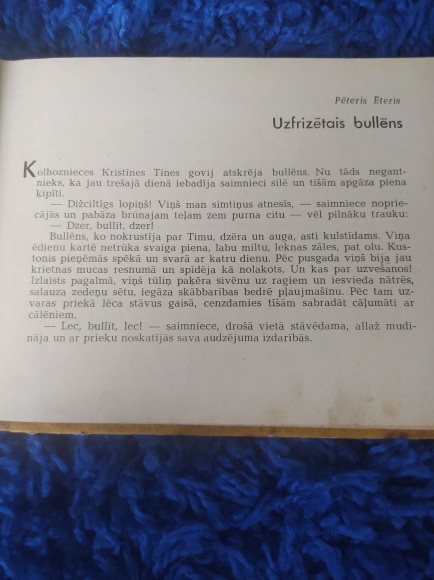 Pēteris Ēteris
Uzfrizētais bullēns
Kolhoznieces Kristīnes Tīnes govij atskrēja bullēns. Nu tāds negant-
nieks, ka jau trešajā dienā iebadīja saimnieci silē un tīšām apgāza piena
ķipīti.
— Dižciltīgs lopiņš! Viņš man simtiņus atnesīs, — saimniece noprie-
cājās un pabāza brūnajam teļam zem purna citu — vēl pilnāku trauku:
— Dzer, bullīt, dzer!
Bullēns, ko nokrustīja par Timu, dzēra un auga, asti kulstīdams. Viņa
ēdienu kartē netrūka svaiga piena, labu miltu, leknas zāles, pat olu. Kus-
tonis pieņēmās spēkā un svarā ar katru dienu. Pēc pusgada viņš bija jau
krietnas mucas resnumā un spīdēja kā nolakots. Un kas par uzvešanos!
Izlaists pagalmā, viņš tūliņ paķēra sivēnu uz ragiem un iesvieda nātrēs,
salauza zedeņu sētu, iegāza skābbarības bedrē pļaujmašīnu. Pēc tam uz-
varas priekā lēca stāvus gaisā, cenzdamies tīšām sabradāt cāļumāti ar
cālēniem.
— Lec, bullīt, lec! — saimniece, drošā vietā stāvēdama, allaž mudi-
nāja un ar prieku noskatījās sava audzējuma izdarībās.